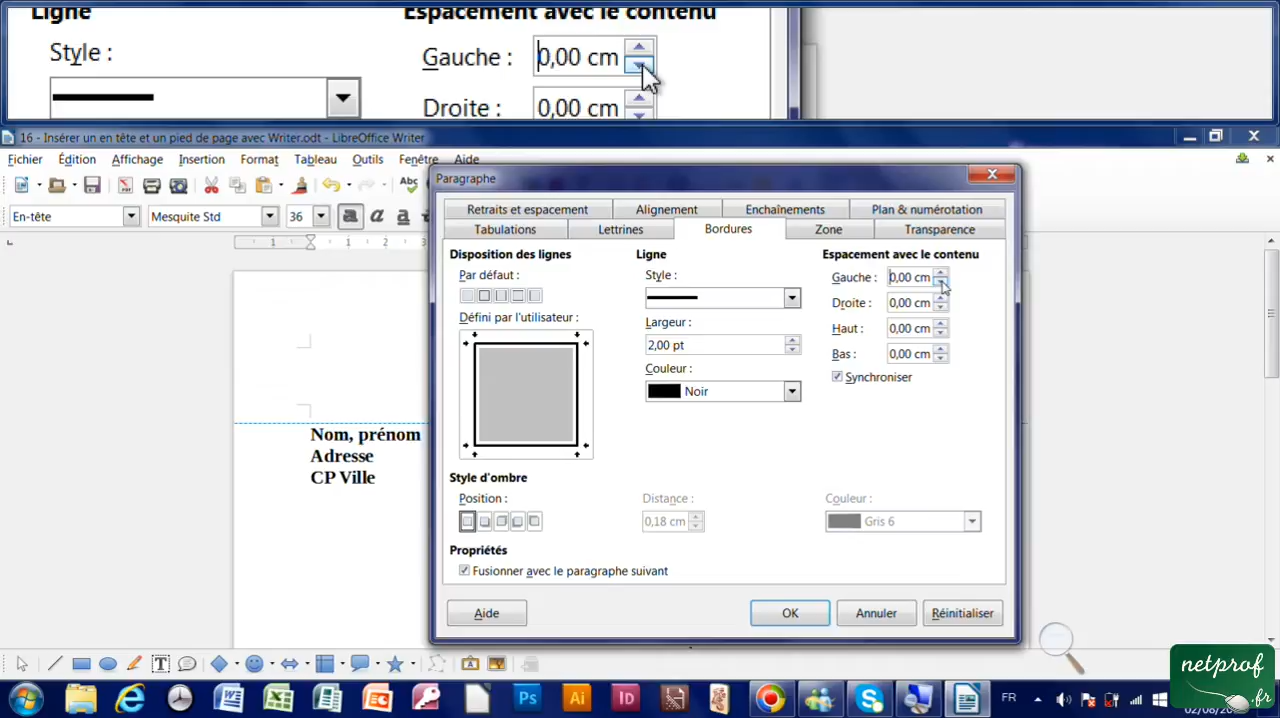 Ligne
Espacement avec le contenu
Style :
Gauche : 0,00 cm
Droite : 0,00 cm
16 - Insérer un en tête et un pied de page avec Writer.odt - LibreOffice Writer
Fichier Édition Affichage Insertion Format Tableau Outils Fenêtre Aide
Paragraphe
En-tête Mesquite Std 36 a a a
Retraits et espacement Alignement Enchaînements Plan & numérotation
Tabulations Lettrines Bordures Zone Transparence
1 1 2 3
Disposition des lignes Ligne Espacement avec le contenu
Par défaut : Style : Gauche : 0,00 cm
Droite : 0,00 cm
Défini par l'utilisateur : Largeur : Haut : 0,00 cm
2,00 pt Bas : 0,00 cm
Couleur : Synchroniser
Noir
Nom, prénom
Adresse
CP Ville
Style d'ombre
Position : Distance : Couleur :
0,18 cm Gris 6
Propriétés
Fusionner avec le paragraphe suivant
Aide OK Annuler Réinitialiser
netprof
.fr
FR
02/08/